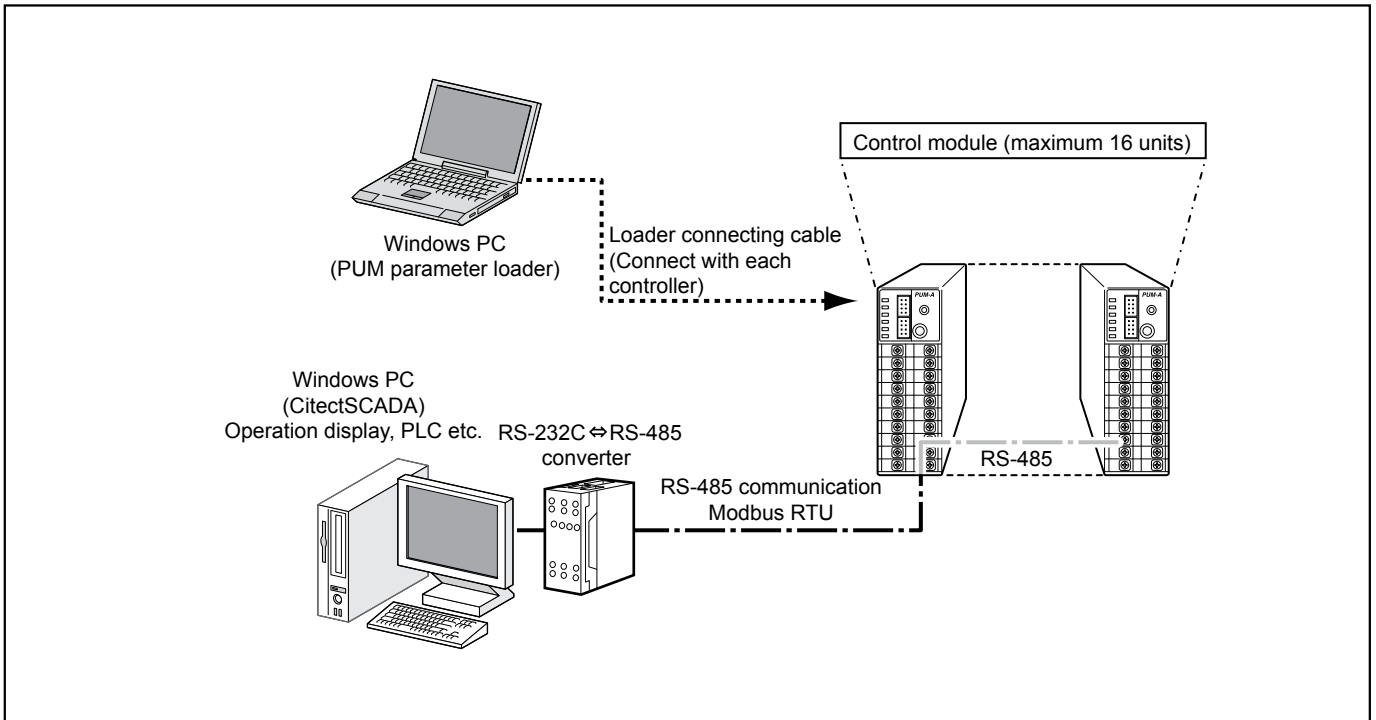 Control module (maximum 16 units)
Windows PC
(PUM parameter loader)
Loader connecting cable
(Connect with each
controller)
PUM-A
PUM-A
Windows PC
(CitectSCADA)
Operation display, PLC etc.
RS-232C⇔RS-485
converter
RS-485 communication
Modbus RTU
RS-485